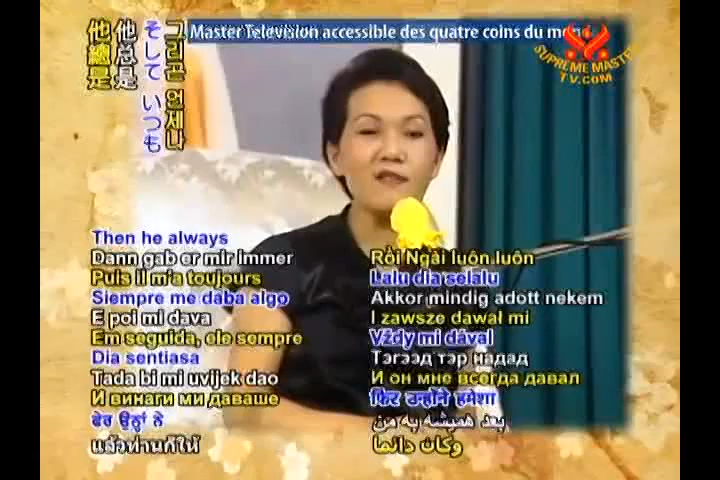 Master Television accessible des quatre coins du mon
SUPREME MASTER
TV.COM
그리곤 언제나
そして いつも
他总是
他總是
Then he always
Dann gab er mir immer
Puis il m'a toujours
Siempre me daba algo
E poi mi dava
Em seguida, ele sempre
Dia sentiasa
Tada bi mi uvijek dao
И винаги ми даваше
ਫੇਰ ਉਨ੍ਹਾਂ ਨੇ
แล้วท่านก็ให้
Rồi Ngài luôn luôn
Lalu dia selalu
Akkor mindig adott nekem
I zawsze dawał mi
Vždy mi dával
Тэгээд тэр надад
И он мне всегда давал
फिर उन्होंने हमेशा
بعد همیشه به من
وكان دائما